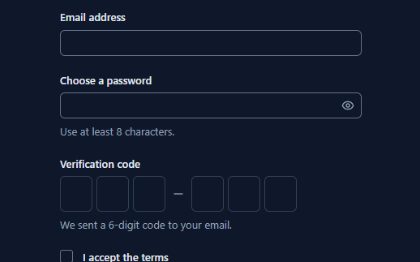 Email address
Choose a password
Use at least 8 characters.
Verification code
–
We sent a 6-digit code to your email.
I accept the terms